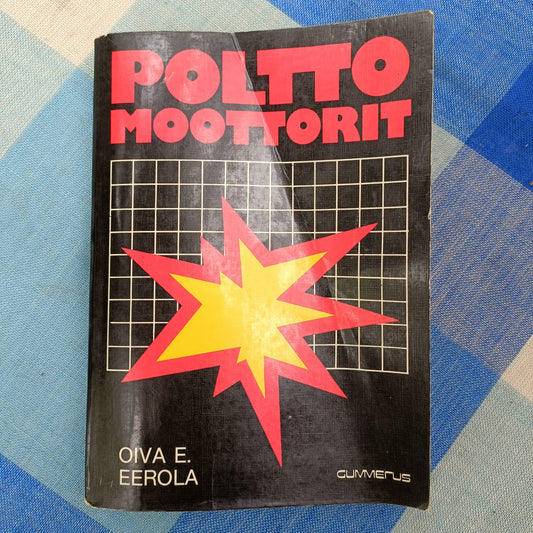 POLTTO
MOOTTORIT
OIVA E.
EEROLA
GUMMERUS